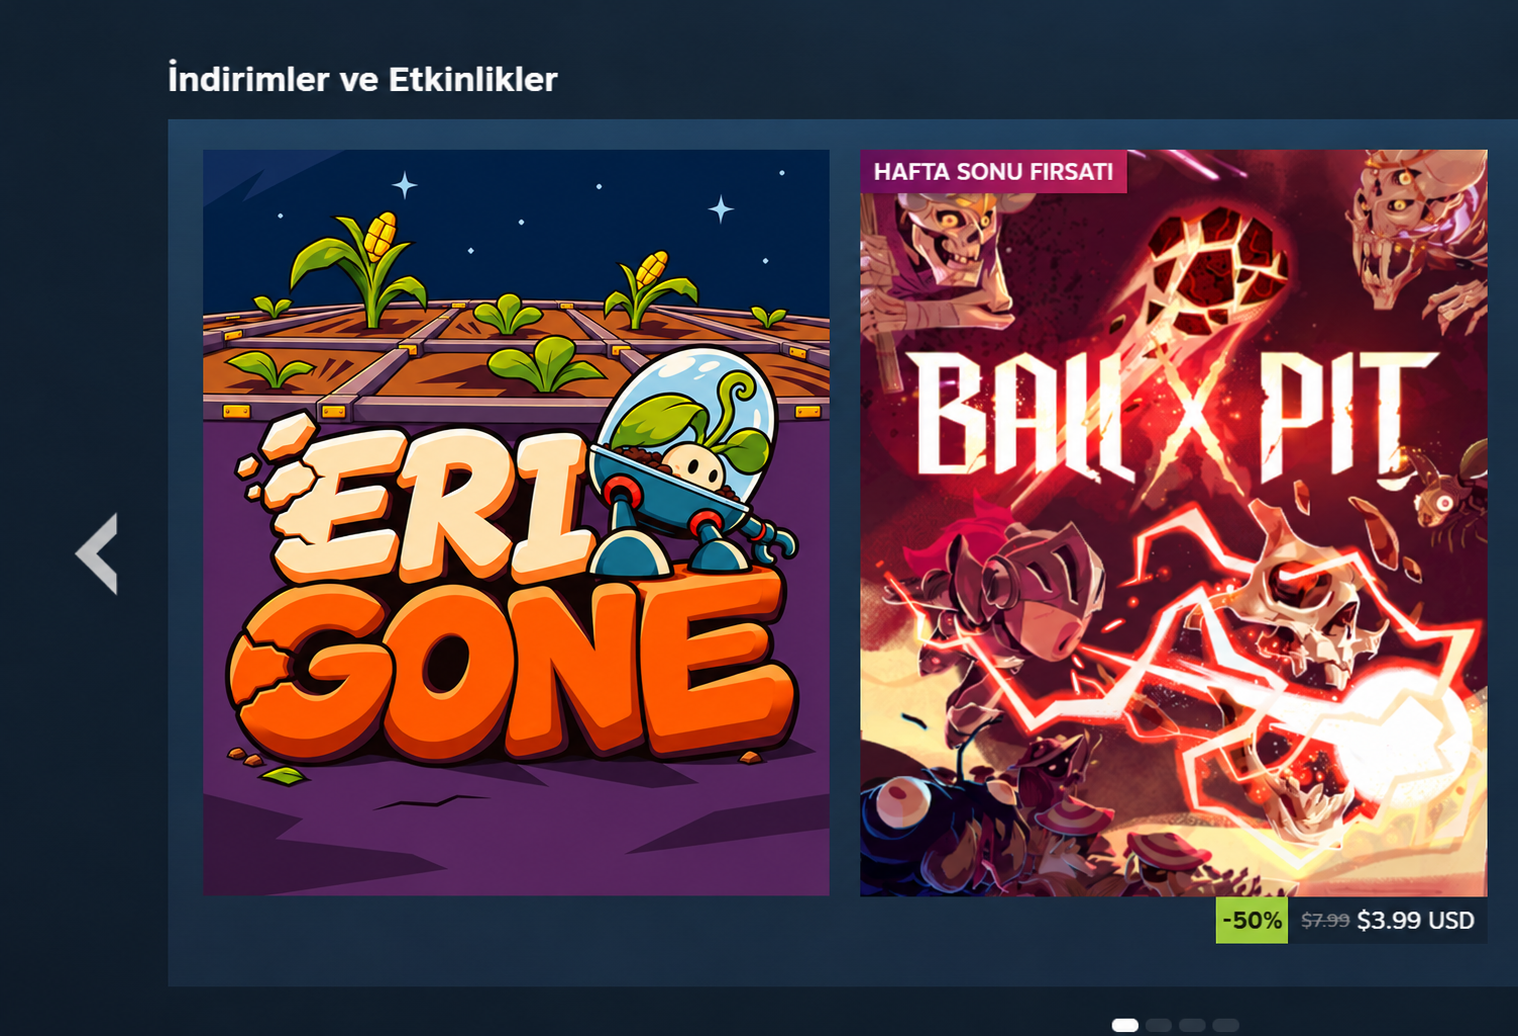 İndirimler ve Etkinlikler
ERI
GONE
HAFTA SONU FIRSATI
BALL X PIT
-50% $7.99 $3.99 USD